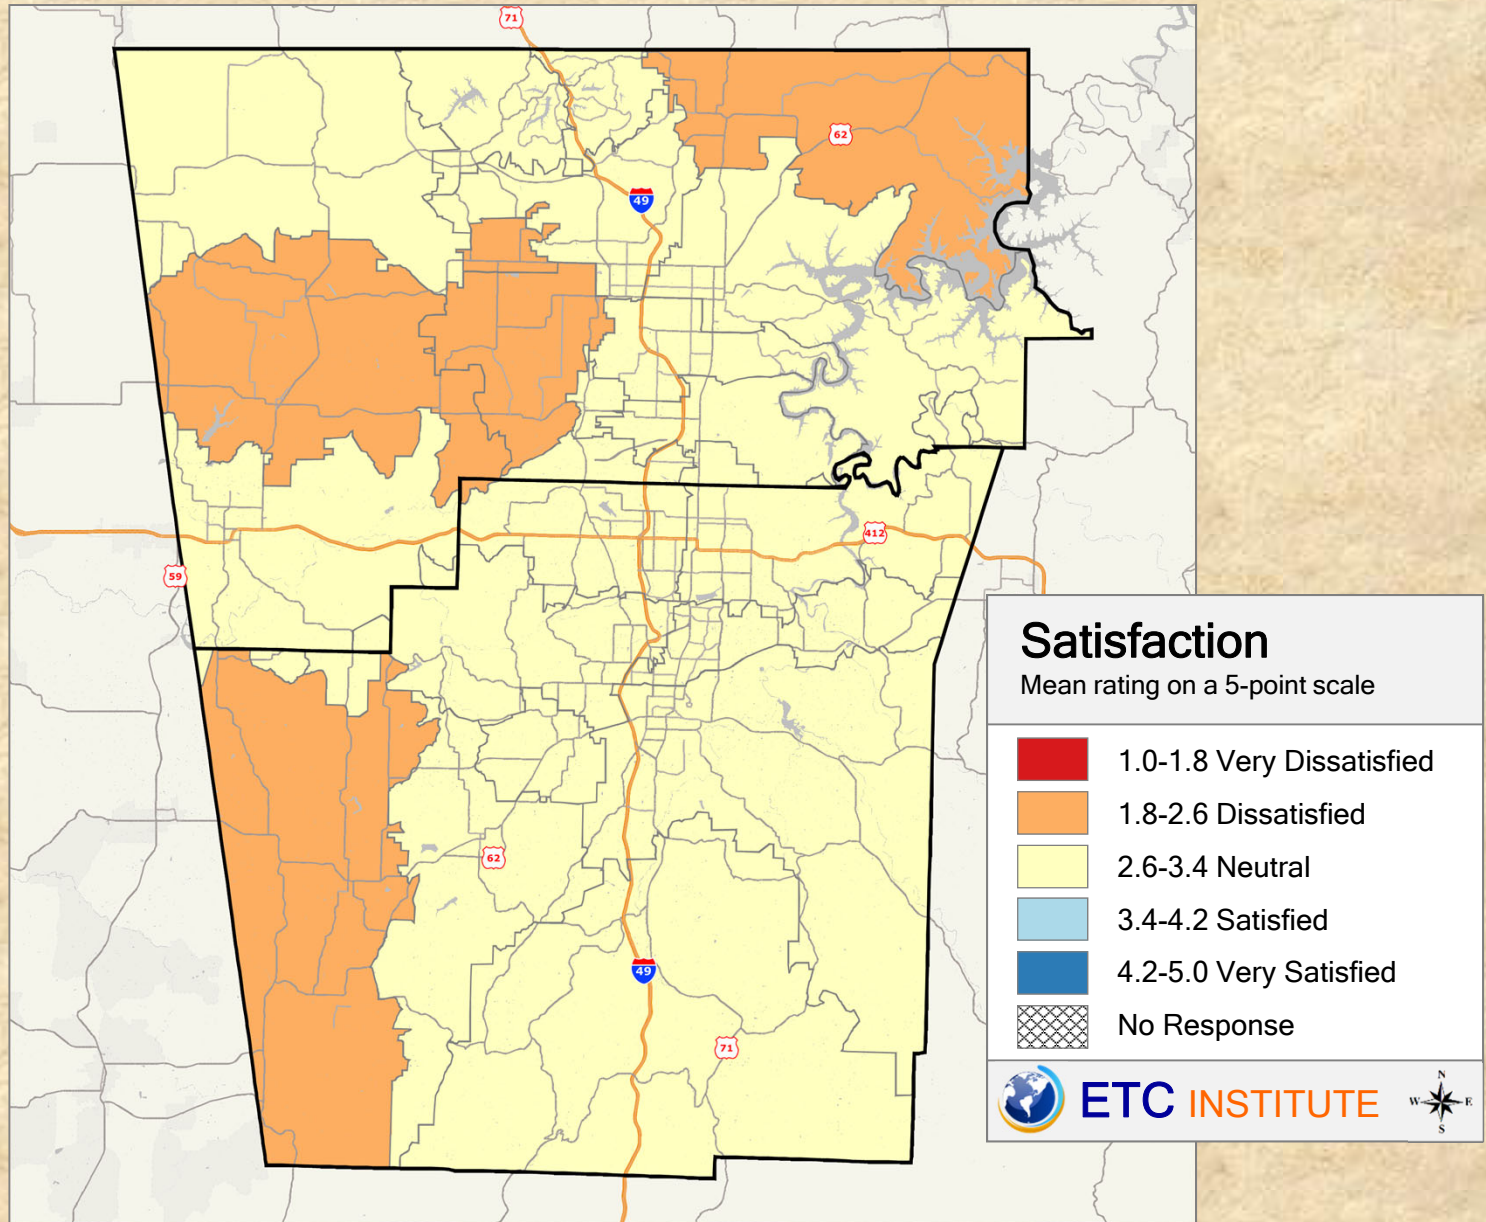 71
62
49
412
59
62
49
71
Satisfaction
Mean rating on a 5-point scale
1.0-1.8 Very Dissatisfied
1.8-2.6 Dissatisfied
2.6-3.4 Neutral
3.4-4.2 Satisfied
4.2-5.0 Very Satisfied
No Response
ETC INSTITUTE
N
W E
S